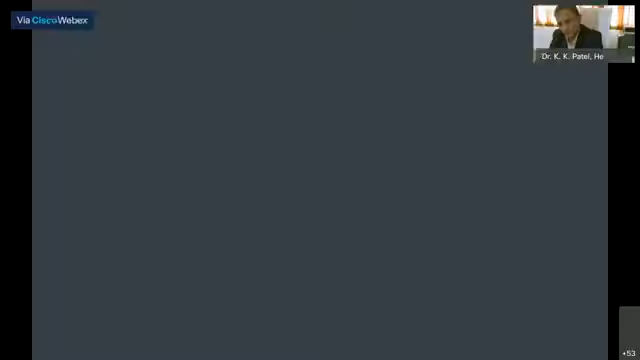 Via Cisco Webex
Dr. K. K. Patel, He
+53